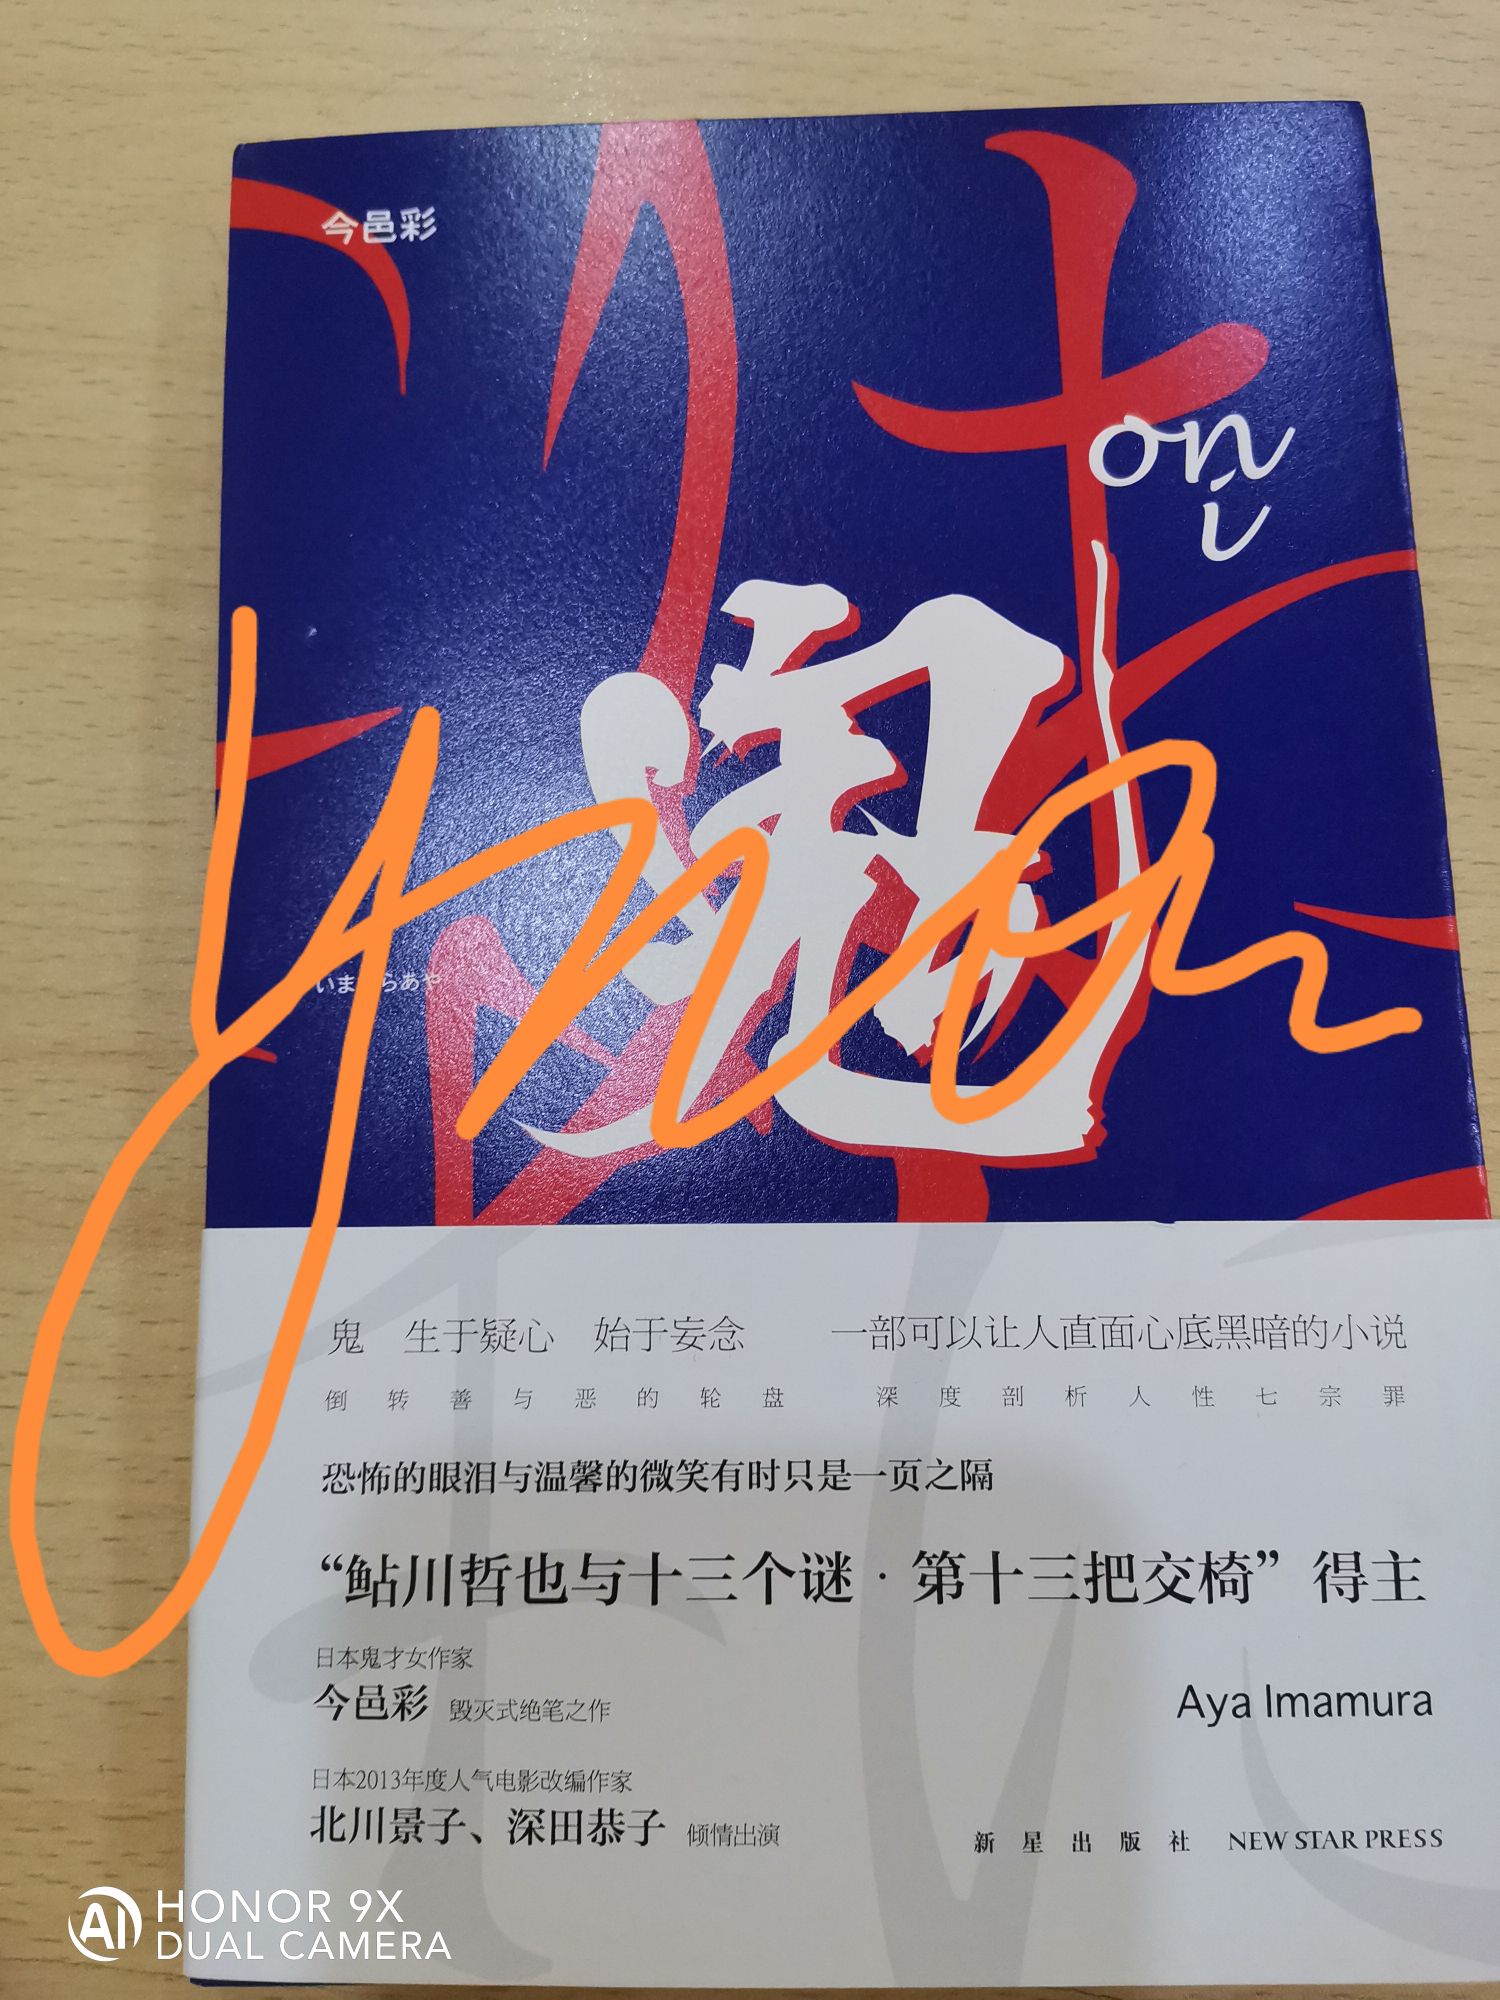 今邑彩
on
i
鬼
鬼 生于疑心 始于妄念 一部可以让人直面心底黑暗的小说
倒转善与恶的轮盘 深度剖析人性七宗罪
恐怖的眼泪与温馨的微笑有时只是一页之隔
“鲇川哲也与十三个谜·第十三把交椅”得主
日本鬼才女作家
今邑彩 毁灭式绝笔之作
Aya Imamura
日本2013年度人气电影改编作家
北川景子、深田恭子 倾情出演
新星出版社 NEW STAR PRESS
HONOR 9X
DUAL CAMERA